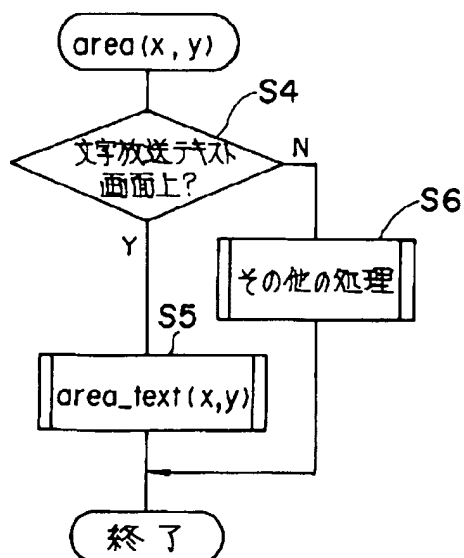 area(x,y)
S4
文字放送テキスト
画面上?
N
Y
S6
その他の処理
S5
area_text(x,y)
終了